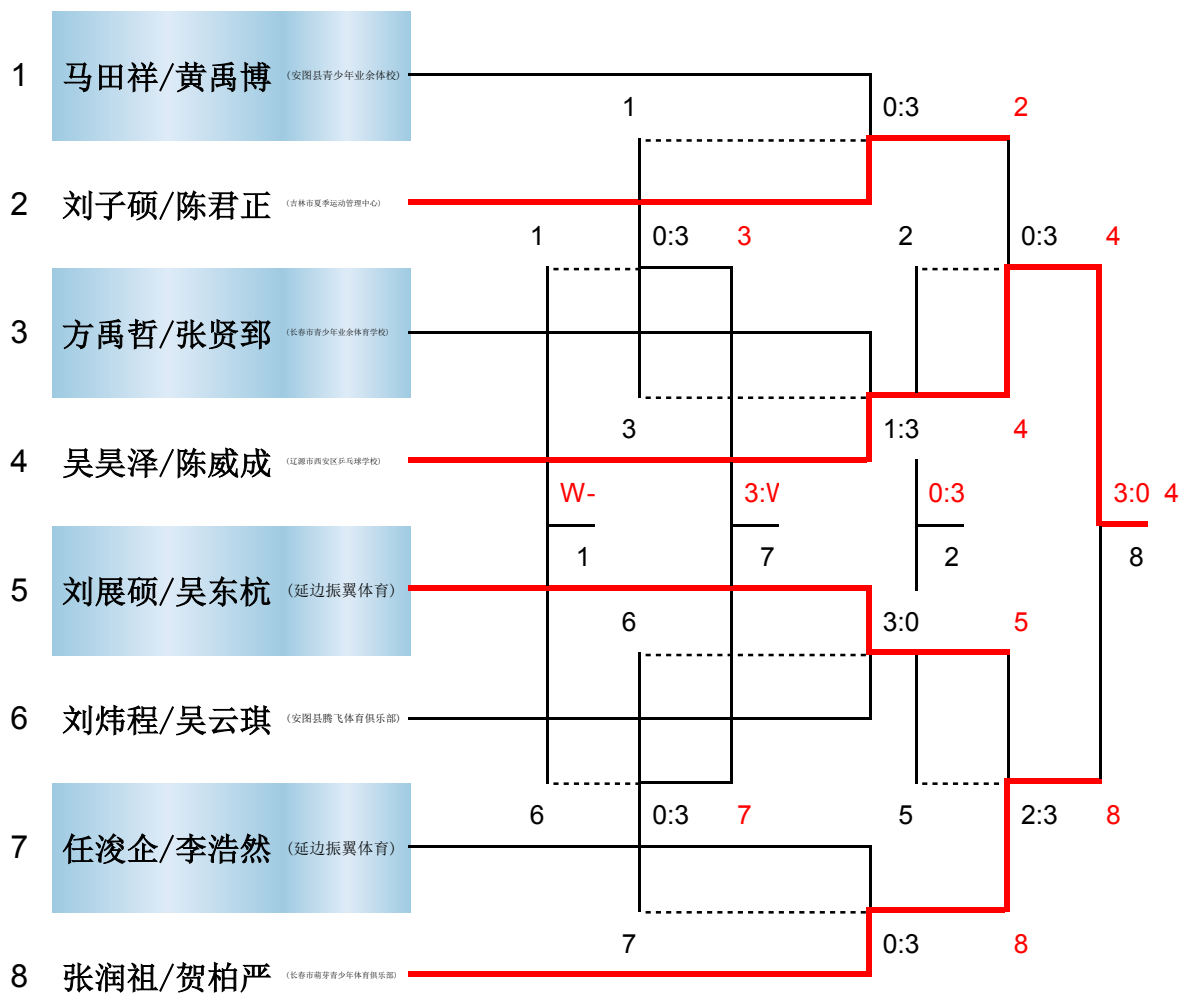 1 马田祥/黄禹博 (安图县青少年业余体校)
1 0:3 2
2 刘子硕/陈君正 (吉林市夏季运动管理中心)
1 0:3 3 2 0:3 4
3 方禹哲/张贤郅 (长春市青少年业余体育学校)
3 1:3 4
4 吴昊泽/陈威成 (辽源市西安区乒乓球学校)
W- 3:V 0:3 3:0 4
1 7 2 8
5 刘展硕/吴东杭 (延边振翼体育)
6 3:0 5
6 刘炜程/吴云琪 (安图县腾飞体育俱乐部)
6 0:3 7 5 2:3 8
7 任浚企/李浩然 (延边振翼体育)
7 0:3 8
8 张润祖/贺柏严 (长春市萌芽青少年体育俱乐部)